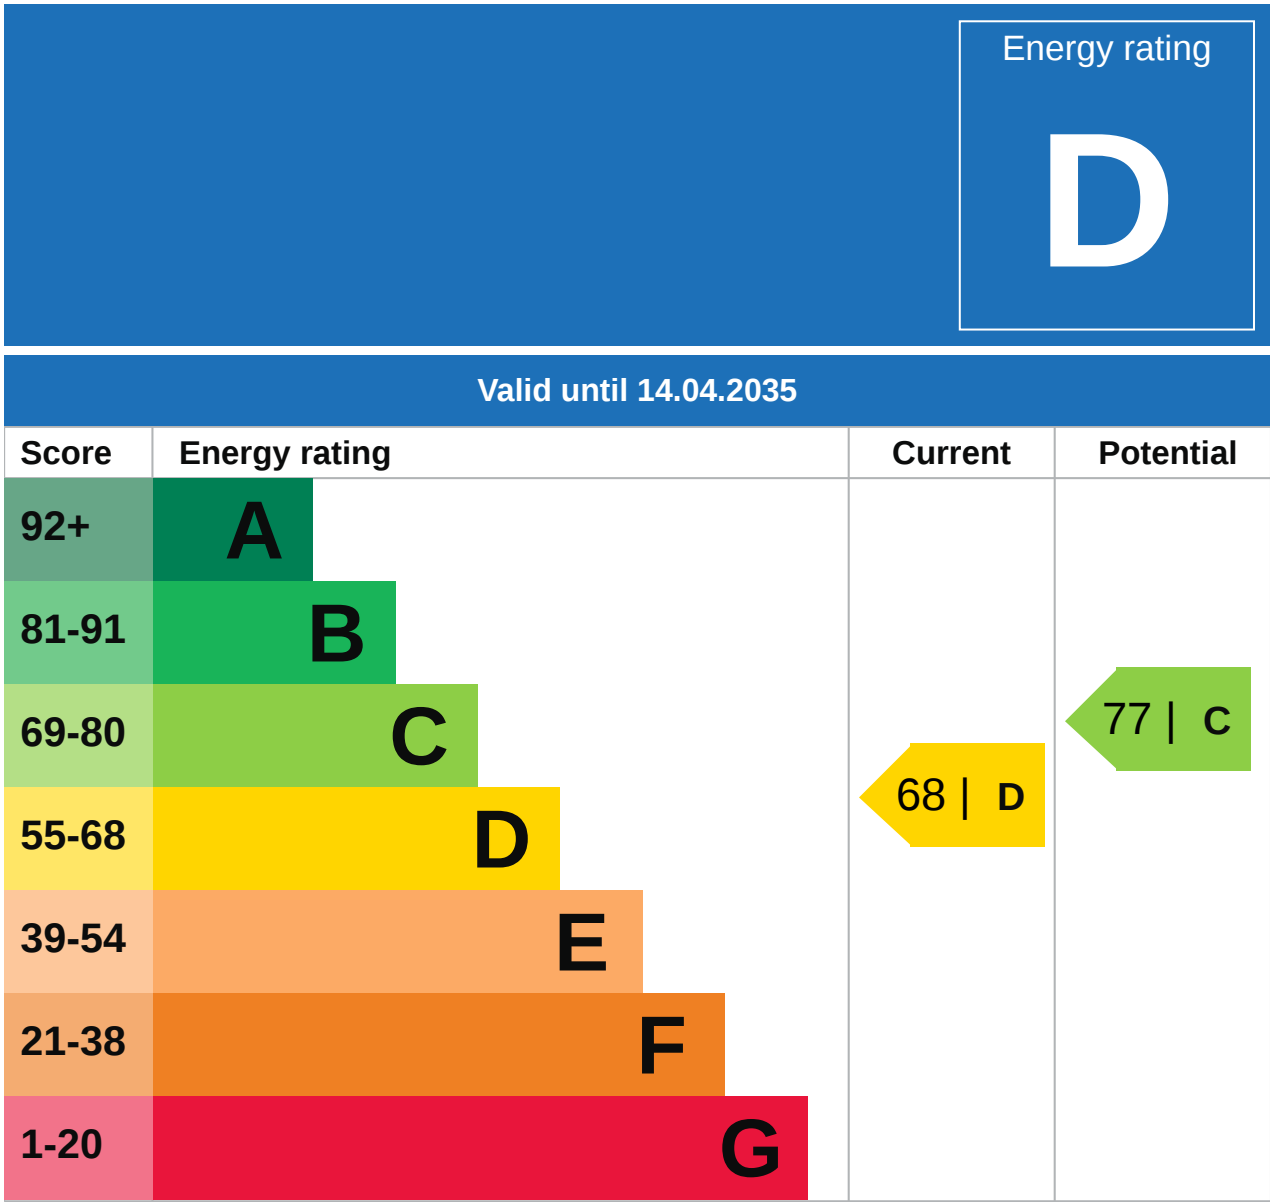 Energy rating
D
Valid until 14.04.2035
Score Energy rating Current Potential
92+ A
81-91 B
69-80 C 77 | C
55-68 D 68 | D
39-54 E
21-38 F
1-20 G